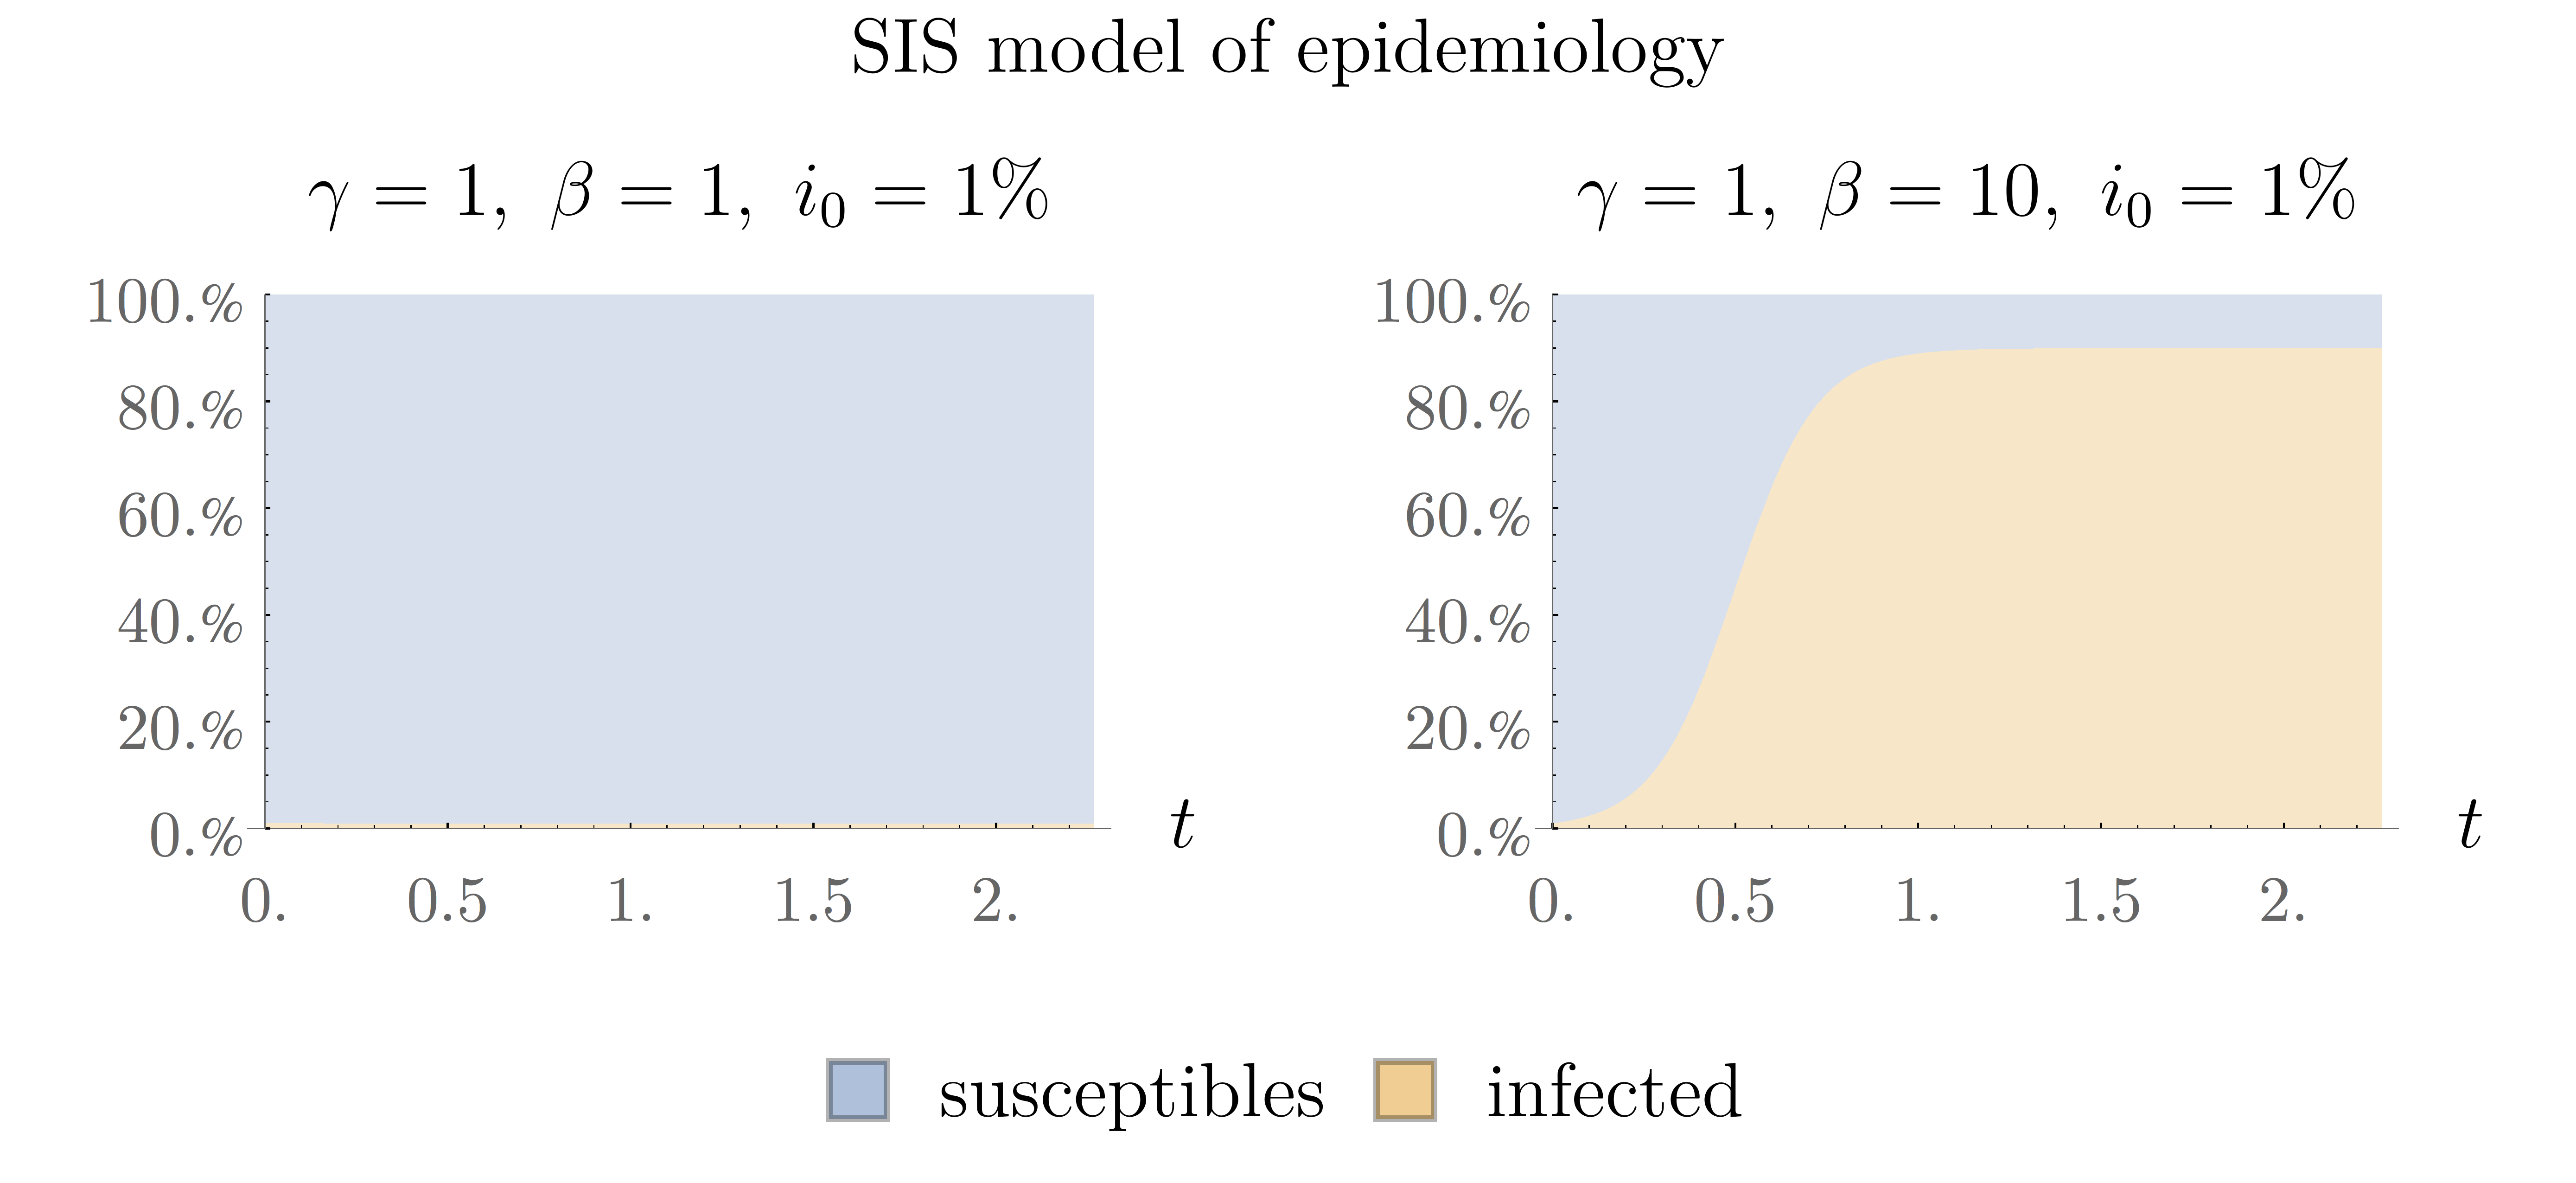 SIS model of epidemiology
γ = 1, β = 1, i₀ = 1%
100.%
80.%
60.%
40.%
20.%
0.%
0. 0.5 1. 1.5 2.
t
γ = 1, β = 10, i₀ = 1%
100.%
80.%
60.%
40.%
20.%
0.%
0. 0.5 1. 1.5 2.
t
susceptibles infected